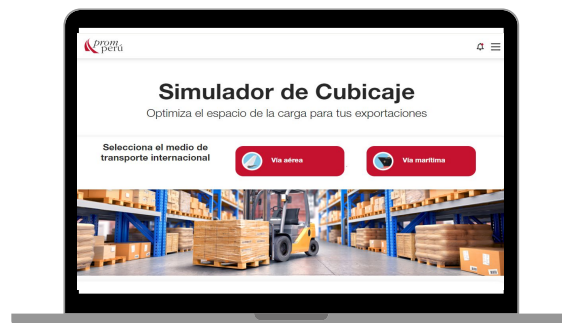 prom
perú
Simulador de Cubicaje
Optimiza el espacio de la carga para tus exportaciones
Selecciona el medio de
transporte internacional
Vía aérea
Vía marítima